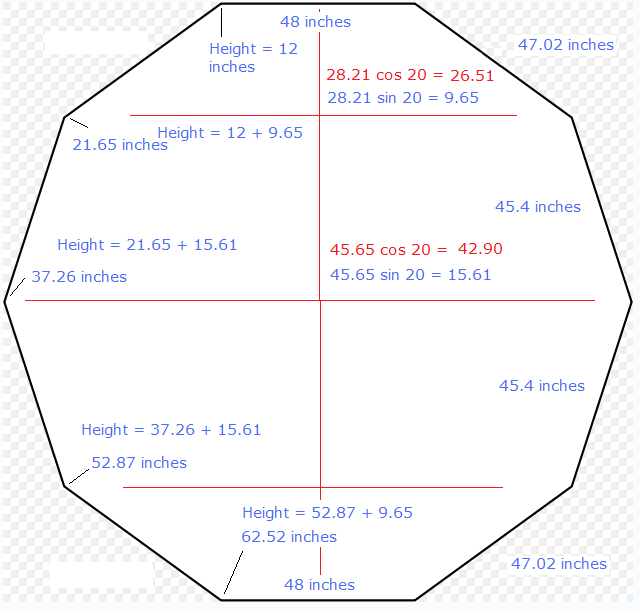 48 inches
Height = 12
inches
47.02 inches
28.21 cos 20 = 26.51
28.21 sin 20 = 9.65
Height = 12 + 9.65
21.65 inches
45.4 inches
Height = 21.65 + 15.61
45.65 cos 20 = 42.90
37.26 inches
45.65 sin 20 = 15.61
45.4 inches
Height = 37.26 + 15.61
52.87 inches
Height = 52.87 + 9.65
62.52 inches
47.02 inches
48 inches